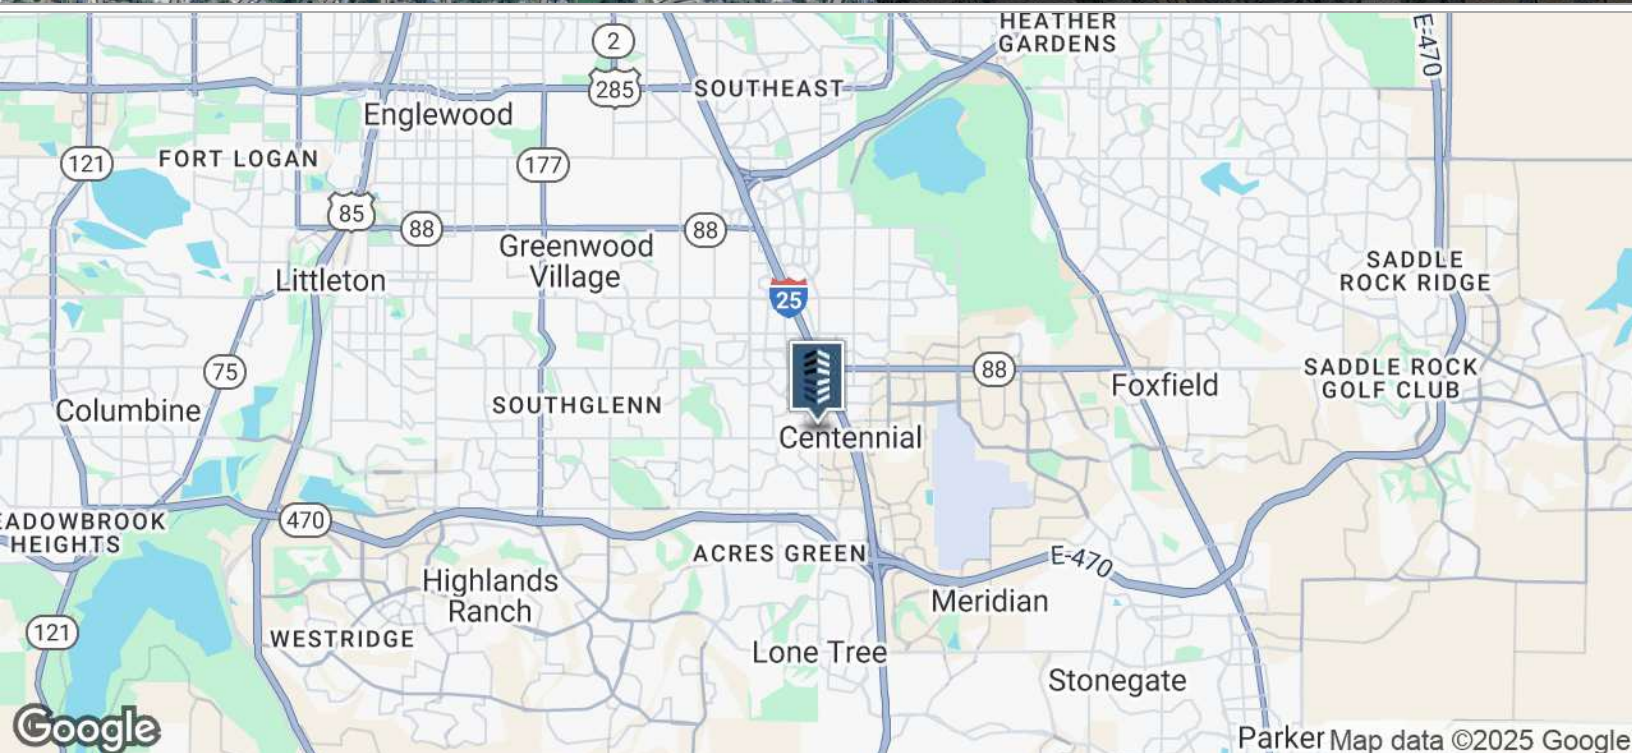 HEATHER
GARDENS
E-470
2
285
SOUTHEAST
Englewood
121
FORT LOGAN
177
85
88
88
Greenwood
Village
Littleton
25
SADDLE
ROCK RIDGE
75
88
Foxfield
SADDLE ROCK
GOLF CLUB
Columbine
SOUTHGLENN
Centennial
EADOWBROOK
HEIGHTS
470
ACRES GREEN
E-470
Highlands
Ranch
Meridian
121
WESTRIDGE
Lone Tree
Stonegate
Google
Parker
Map data ©2025 Google